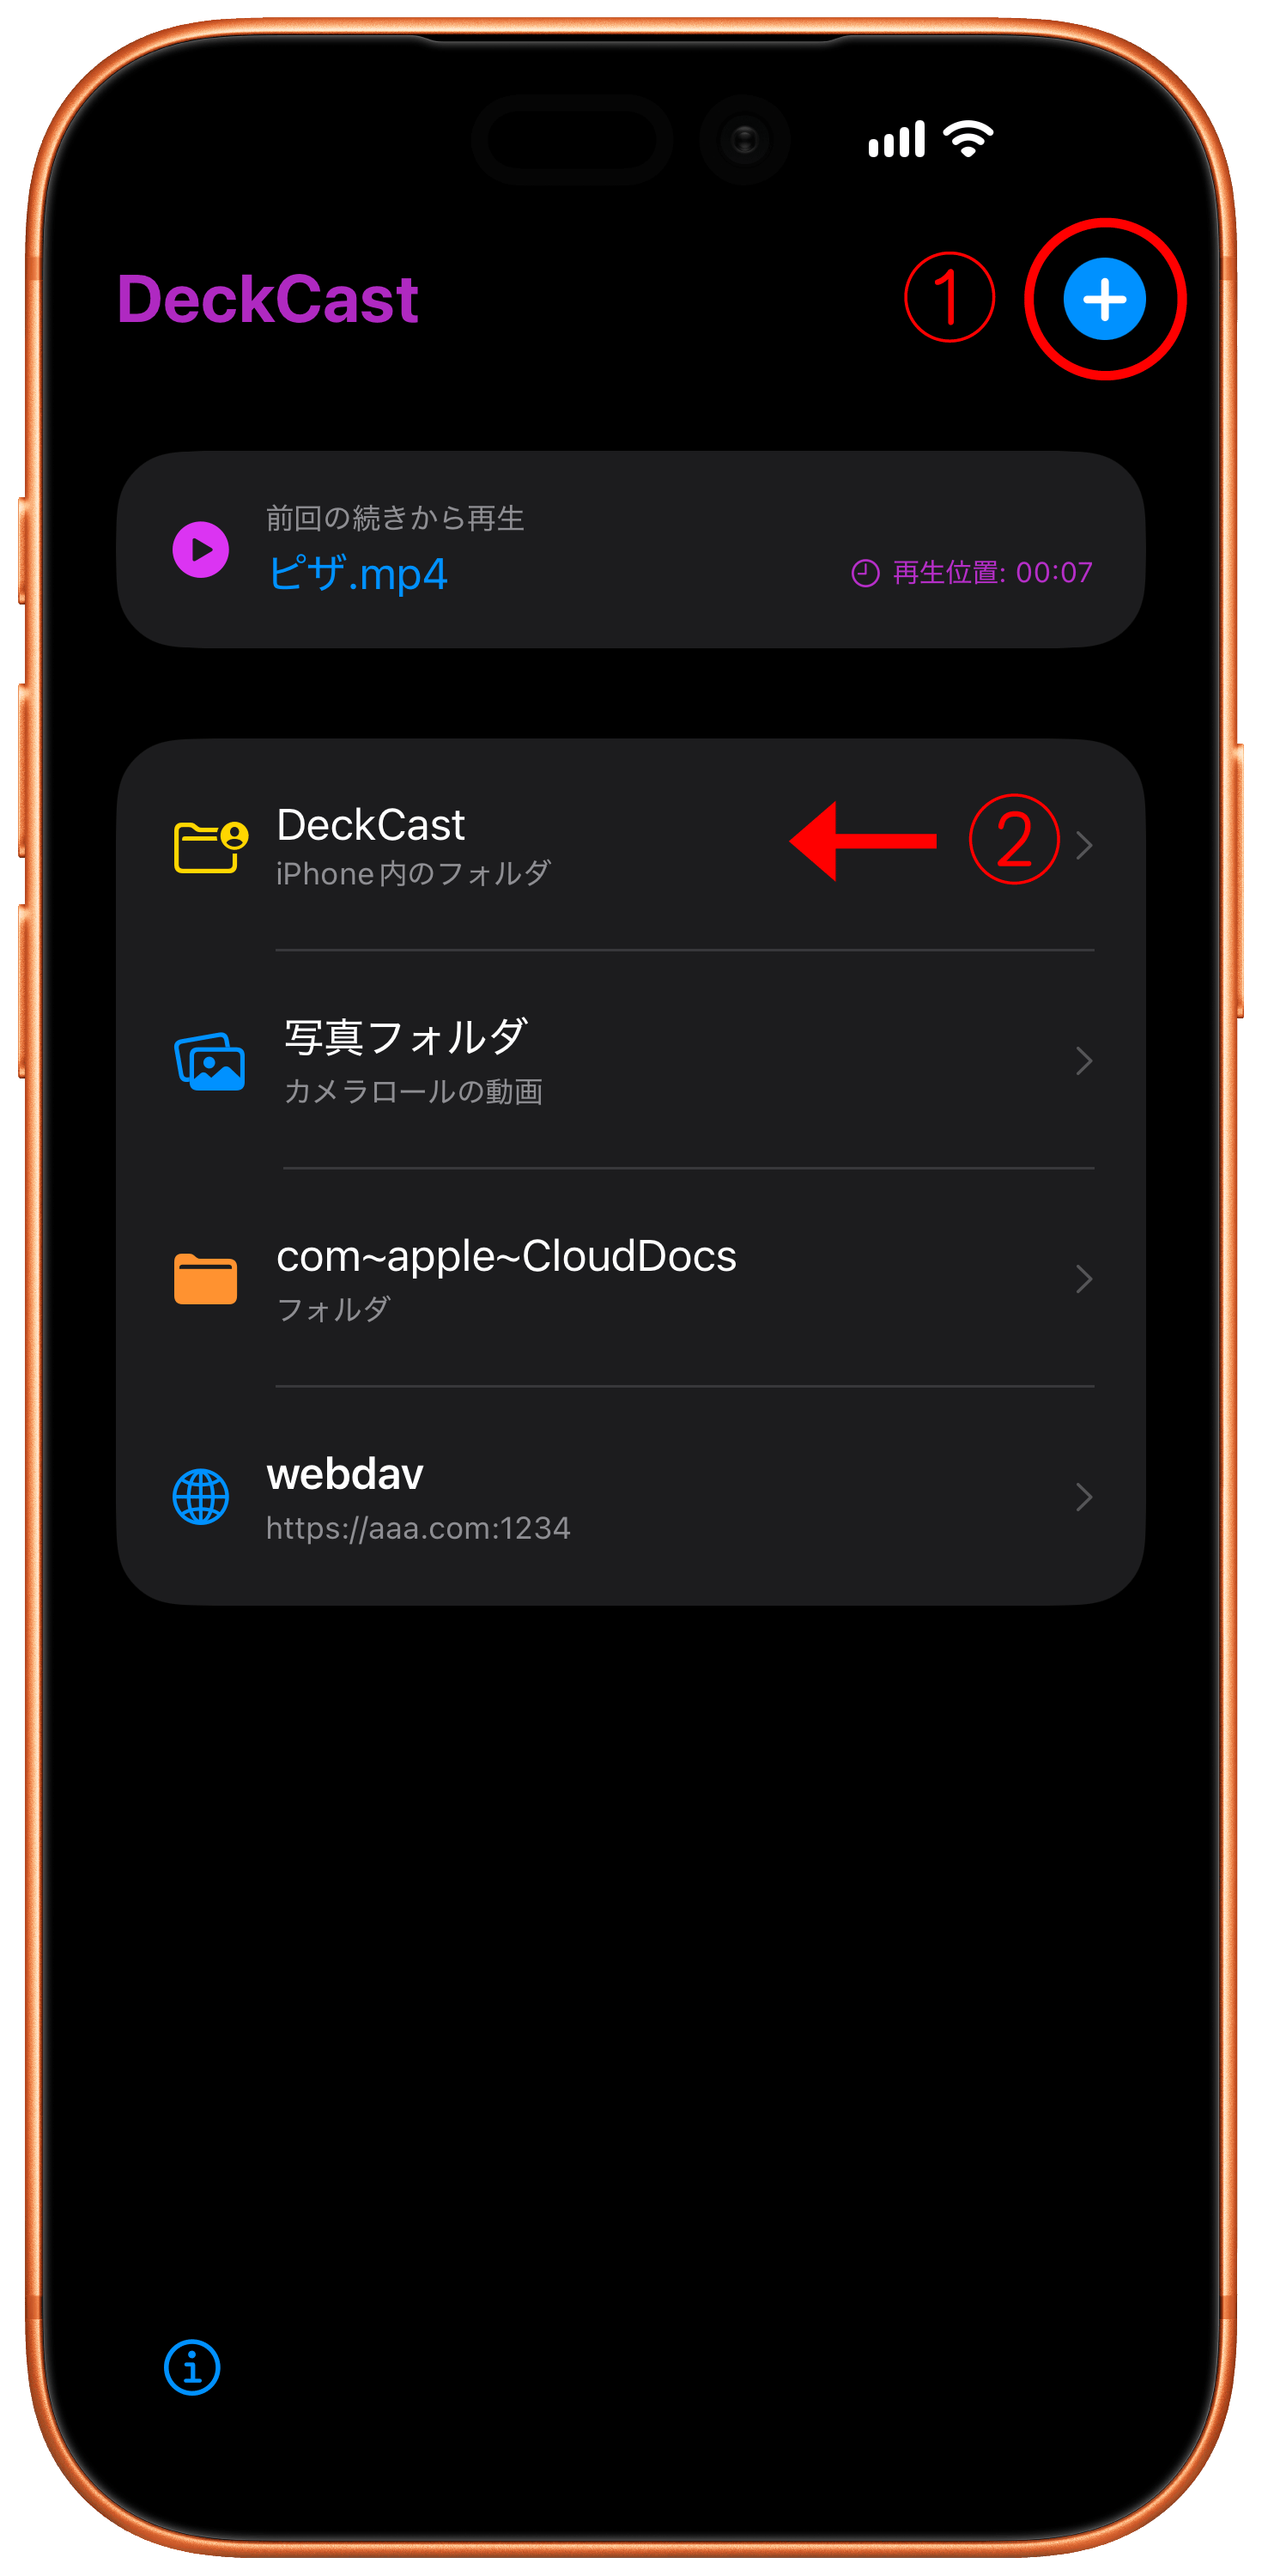 DeckCast
①
前回の続きから再生
ピザ.mp4
再生位置: 00:07
DeckCast
②
iPhone内のフォルダ
写真フォルダ
カメラロールの動画
com~apple~CloudDocs
フォルダ
webdav
https://aaa.com:1234